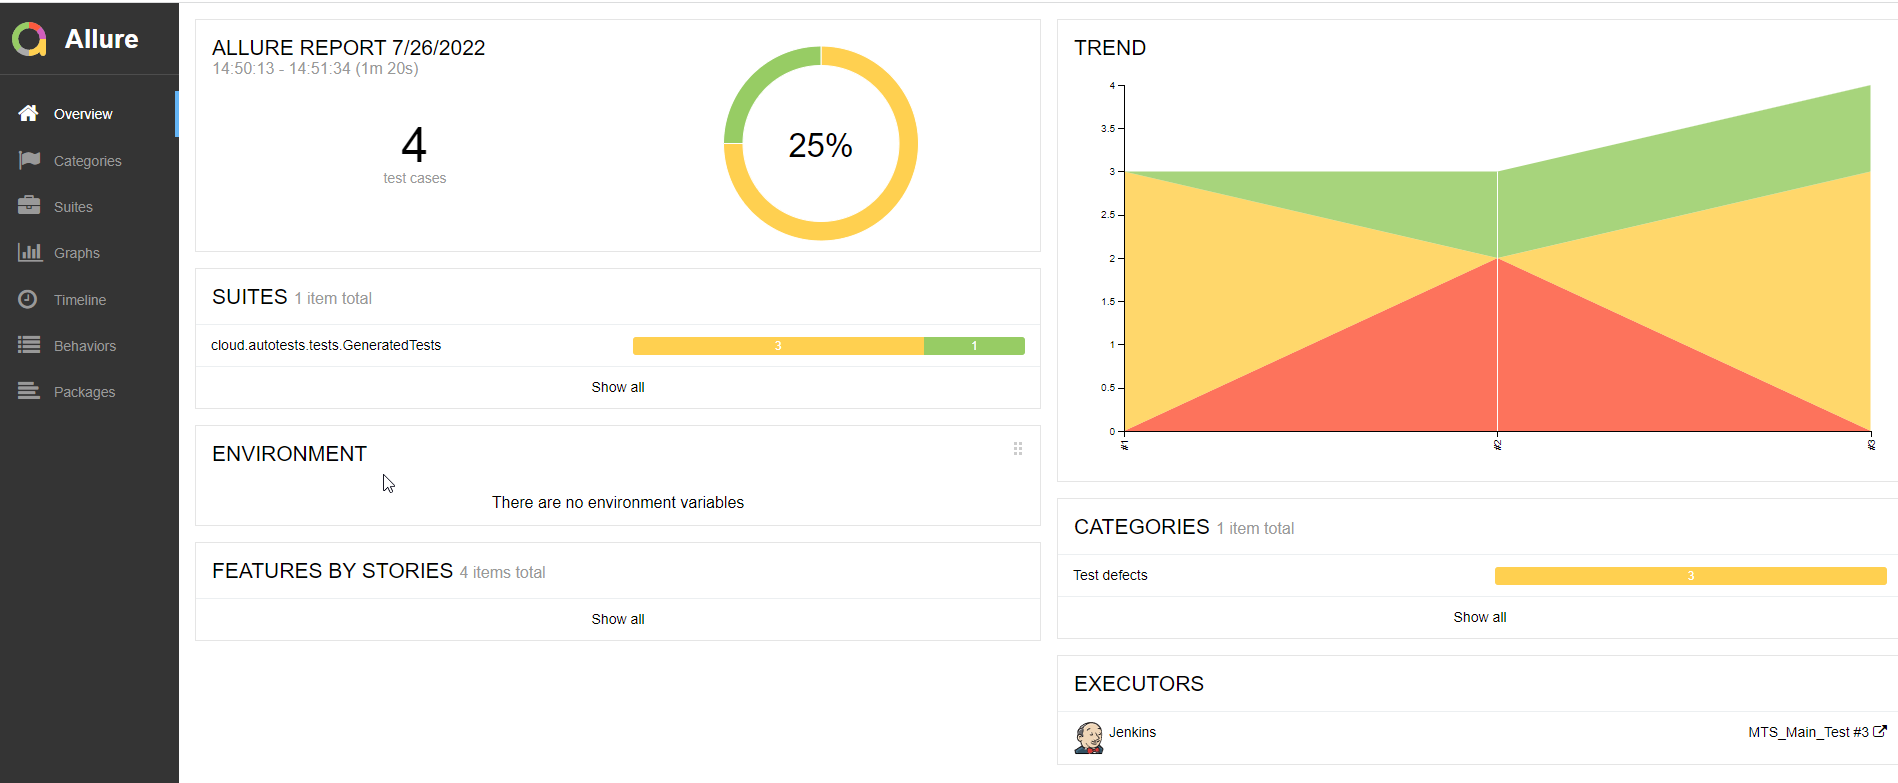 Allure
Overview
Categories
Suites
Graphs
Timeline
Behaviors
Packages
ALLURE REPORT 7/26/2022
14:50:13 - 14:51:34 (1m 20s)
4
test cases
25%
SUITES 1 item total
cloud.autotests.tests.GeneratedTests 3 1
Show all
ENVIRONMENT
There are no environment variables
FEATURES BY STORIES 4 items total
Show all
TREND
4
3.5
3
2.5
2
1.5
1
0.5
0
#1 #2 #3
CATEGORIES 1 item total
Test defects 3
Show all
EXECUTORS
Jenkins MTS_Main_Test #3